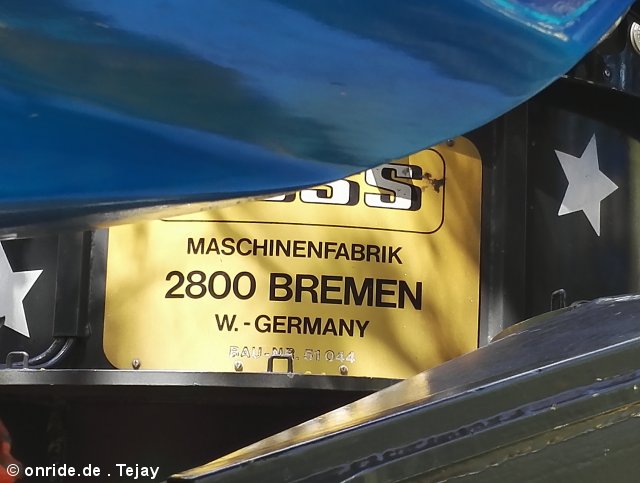 MASCHINENFABRIK
2800 BREMEN
W.-GERMANY
BAU-NR. 51044
© onride.de . Tejay